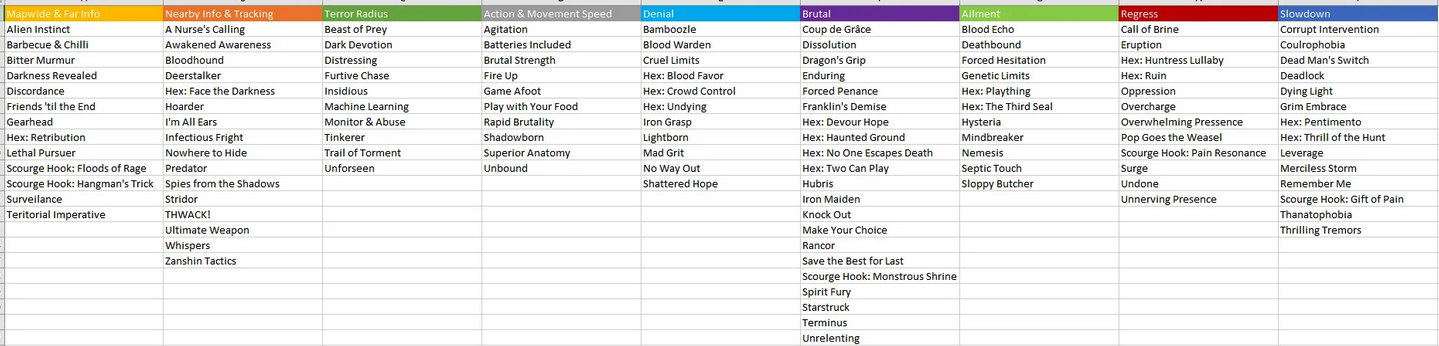 Mapwide & Far Info	Nearby Info & Tracking	Terror Radius	Action & Movement Speed	Denial	Brutal	Ailment	Regress	Slowdown
Alien Instinct	A Nurse's Calling	Beast of Prey	Agitation	Bamboozle	Coup de Grâce	Blood Echo	Call of Brine	Corrupt Intervention
Barbecue & Chilli	Awakened Awareness	Dark Devotion	Batteries Included	Blood Warden	Dissolution	Deathbound	Eruption	Coulrophobia
Bitter Murmur	Bloodhound	Distressing	Brutal Strength	Cruel Limits	Dragon's Grip	Forced Hesitation	Hex: Huntress Lullaby	Dead Man's Switch
Darkness Revealed	Deerstalker	Furtive Chase	Fire Up	Hex: Blood Favor	Enduring	Genetic Limits	Hex: Ruin	Deadlock
Discordance	Hex: Face the Darkness	Insidious	Game Afoot	Hex: Crowd Control	Forced Penance	Hex: Plaything	Oppression	Dying Light
Friends 'til the End	Hoarder	Machine Learning	Play with Your Food	Hex: Undying	Franklin's Demise	Hex: The Third Seal	Overcharge	Grim Embrace
Gearhead	I'm All Ears	Monitor & Abuse	Rapid Brutality	Iron Grasp	Hex: Devour Hope	Hysteria	Overwhelming Pressence	Hex: Pentimento
Hex: Retribution	Infectious Fright	Tinkerer	Shadowborn	Lightborn	Hex: Haunted Ground	Mindbreaker	Pop Goes the Weasel	Hex: Thrill of the Hunt
Lethal Pursuer	Nowhere to Hide	Trail of Torment	Superior Anatomy	Mad Grit	Hex: No One Escapes Death	Nemesis	Scourge Hook: Pain Resonance	Leverage
Scourge Hook: Floods of Rage	Predator	Unforseen	Unbound	No Way Out	Hex: Two Can Play	Septic Touch	Surge	Merciless Storm
Scourge Hook: Hangman's Trick	Spies from the Shadows	Shattered Hope	Hubris	Sloppy Butcher	Undone	Remember Me
Surveilance	Stridor	Iron Maiden	Unnerving Presence	Scourge Hook: Gift of Pain
Teritorial Imperative	THWACK!	Knock Out	Thanatophobia
Ultimate Weapon	Make Your Choice	Thrilling Tremors
Whispers	Rancor
Zanshin Tactics	Save the Best for Last
Scourge Hook: Monstrous Shrine
Spirit Fury
Starstruck
Terminus
Unrelenting